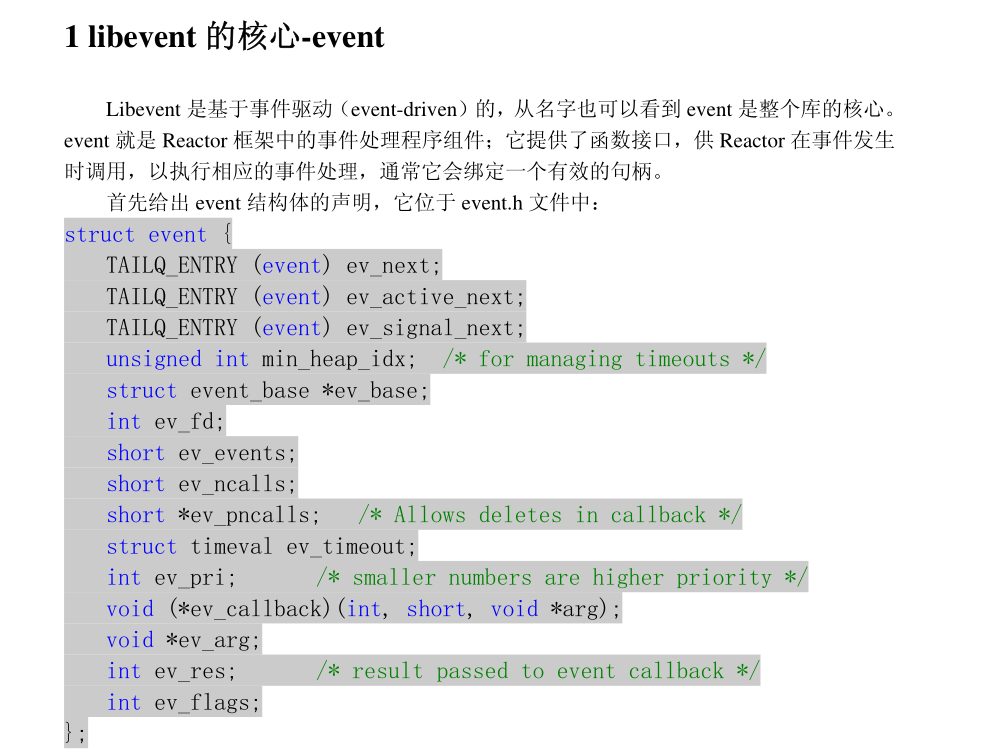 1 libevent 的核心-event
Libevent 是基于事件驱动（event-driven）的，从名字也可以看到 event 是整个库的核心。
event 就是 Reactor 框架中的事件处理程序组件；它提供了函数接口，供 Reactor 在事件发生
时调用，以执行相应的事件处理，通常它会绑定一个有效的句柄。
首先给出 event 结构体的声明，它位于 event.h 文件中：
struct event {
    TAILQ_ENTRY (event) ev_next;
    TAILQ_ENTRY (event) ev_active_next;
    TAILQ_ENTRY (event) ev_signal_next;
    unsigned int min_heap_idx;  /* for managing timeouts */
    struct event_base *ev_base;
    int ev_fd;
    short ev_events;
    short ev_ncalls;
    short *ev_pncalls;   /* Allows deletes in callback */
    struct timeval ev_timeout;
    int ev_pri;       /* smaller numbers are higher priority */
    void (*ev_callback)(int, short, void *arg);
    void *ev_arg;
    int ev_res;       /* result passed to event callback */
    int ev_flags;
};